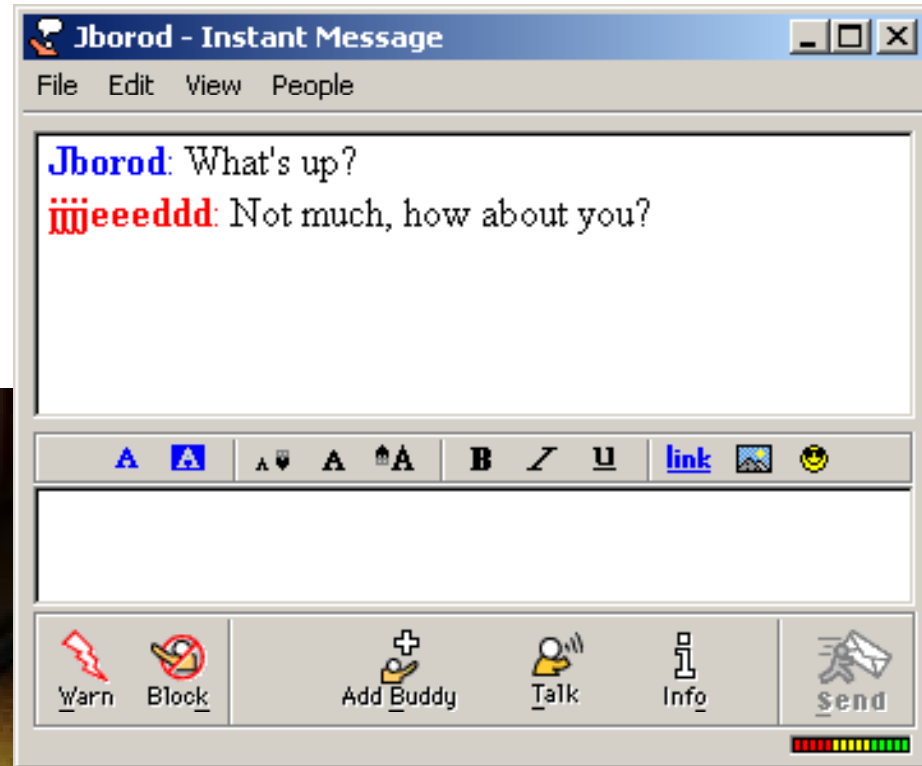 Jborod - Instant Message
File Edit View People
Jborod: What's up?
jjjjeeeddd: Not much, how about you?
A A A A A B I U link
Warn Block Add Buddy Talk Info Send